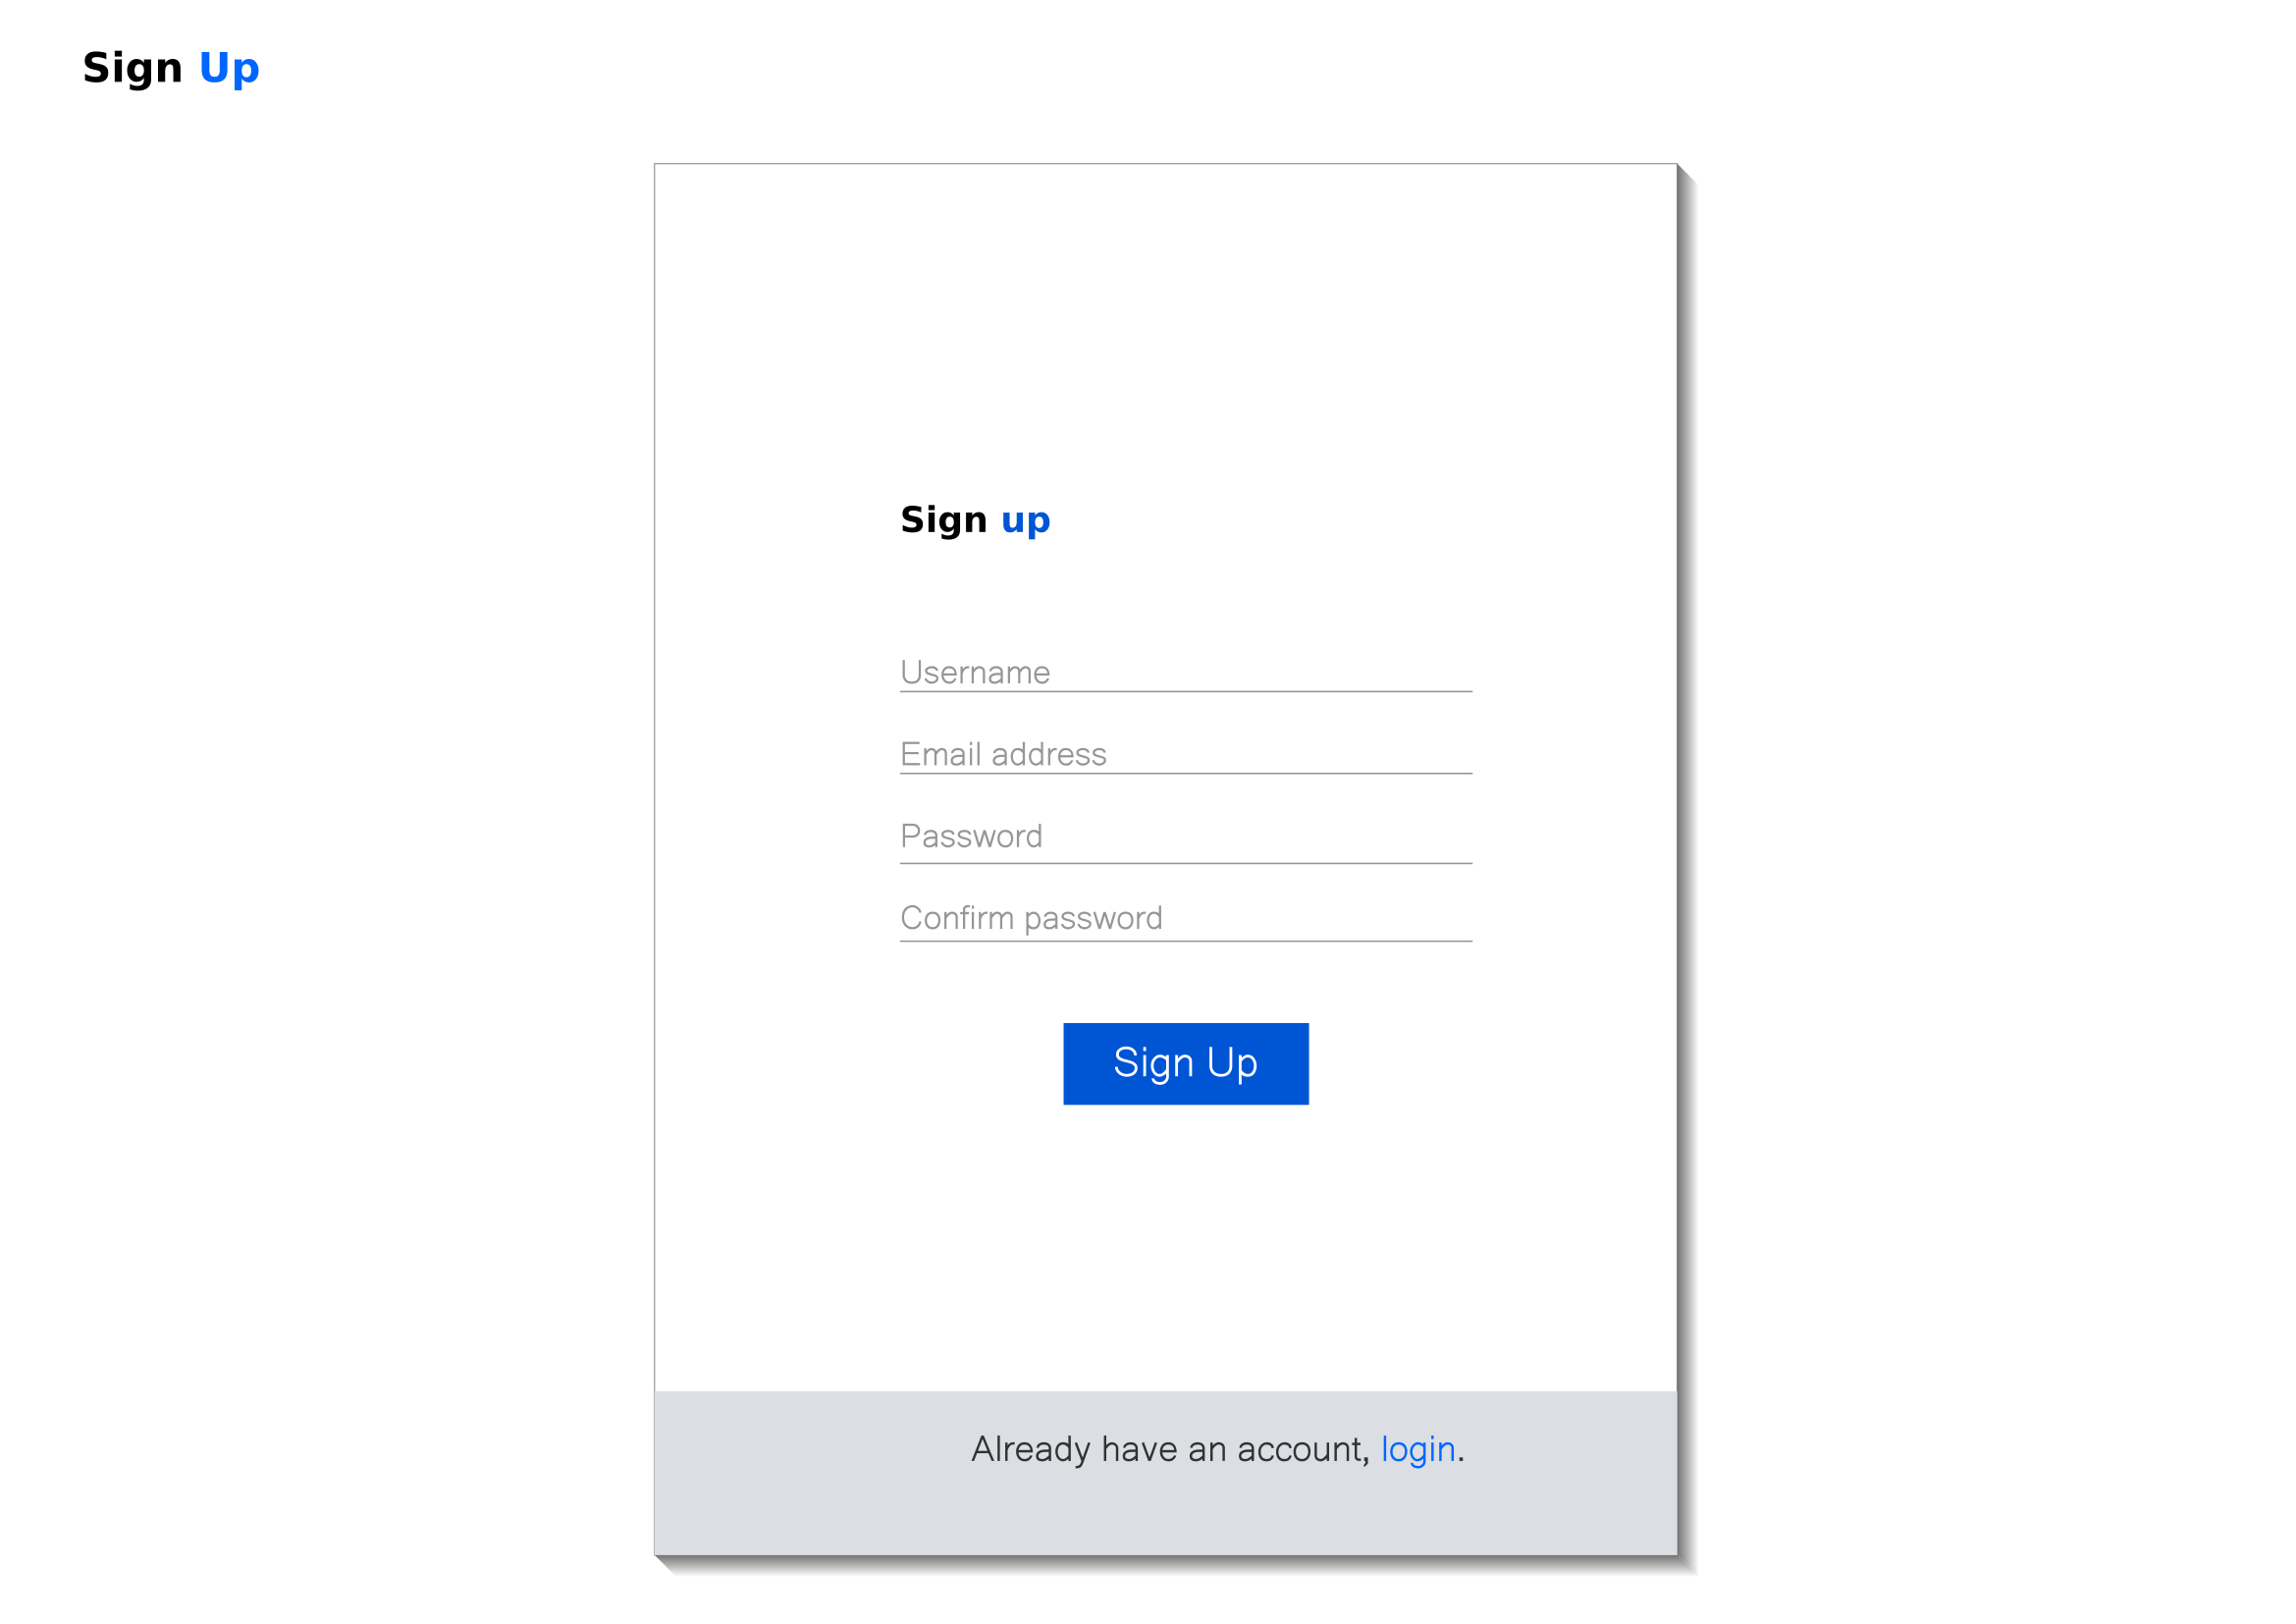 Sign Up
Sign up
Username
Email address
Password
Confirm password
Sign Up
Already have an account, login.